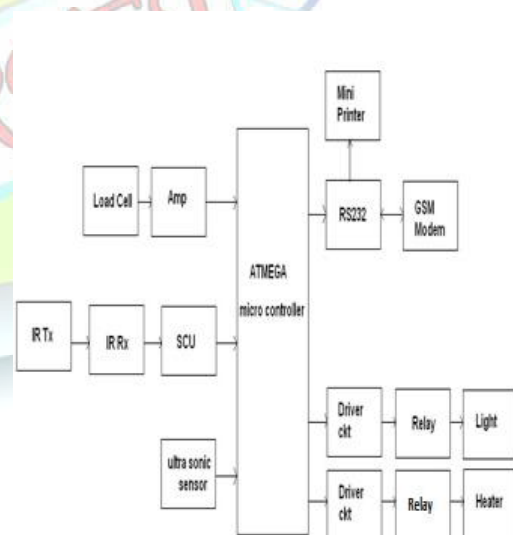 Mini
Printer
Load Cell
Amp
RS232
GSM
Modem
ATMEGA
micro controller
IR Tx
IR Rx
SCU
Driver
ckt
Relay
Light
ultra sonic
sensor
Driver
ckt
Relay
Heater